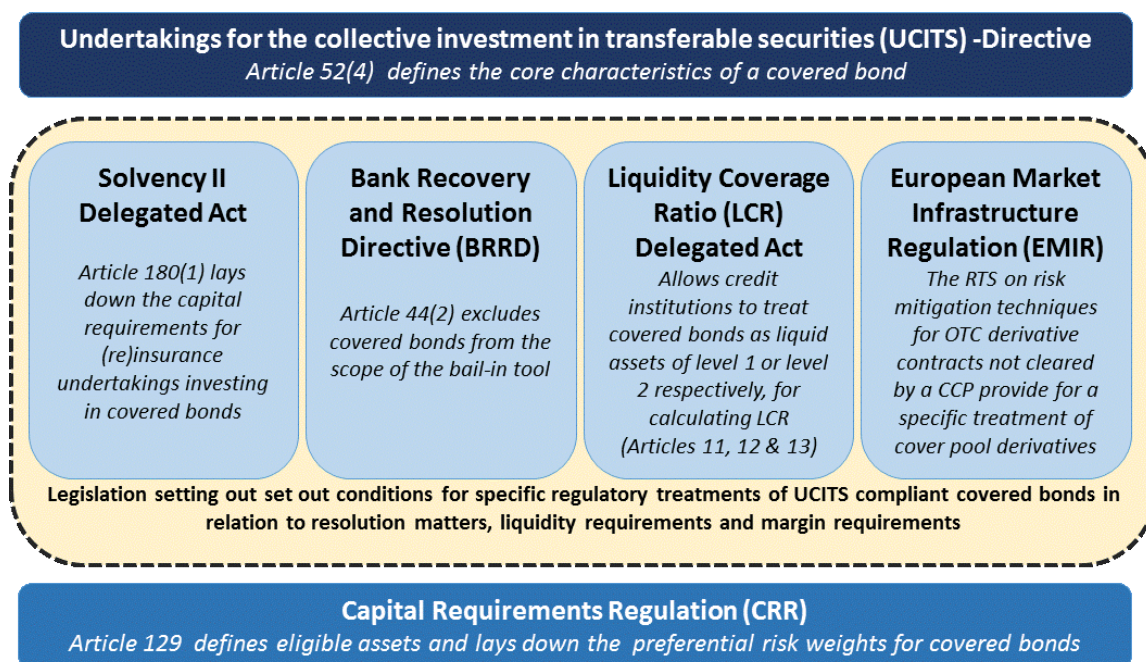 Undertakings for the collective investment in transferable securities (UCITS) -Directive
Article 52(4) defines the core characteristics of a covered bond
Solvency II
Delegated Act
Article 180(1) lays
down the capital
requirements for
(re)insurance
undertakings investing
in covered bonds
Bank Recovery
and Resolution
Directive (BRRD)
Article 44(2) excludes
covered bonds from the
scope of the bail-in tool
Liquidity Coverage
Ratio (LCR)
Delegated Act
Allows credit
institutions to treat
covered bonds as liquid
assets of level 1 or level
2 respectively, for
calculating LCR
(Articles 11, 12 & 13)
European Market
Infrastructure
Regulation (EMIR)
The RTS on risk
mitigation techniques
for OTC derivative
contracts not cleared
by a CCP provide for a
specific treatment of
cover pool derivatives
Legislation setting out set out conditions for specific regulatory treatments of UCITS compliant covered bonds in
relation to resolution matters, liquidity requirements and margin requirements
Capital Requirements Regulation (CRR)
Article 129 defines eligible assets and lays down the preferential risk weights for covered bonds